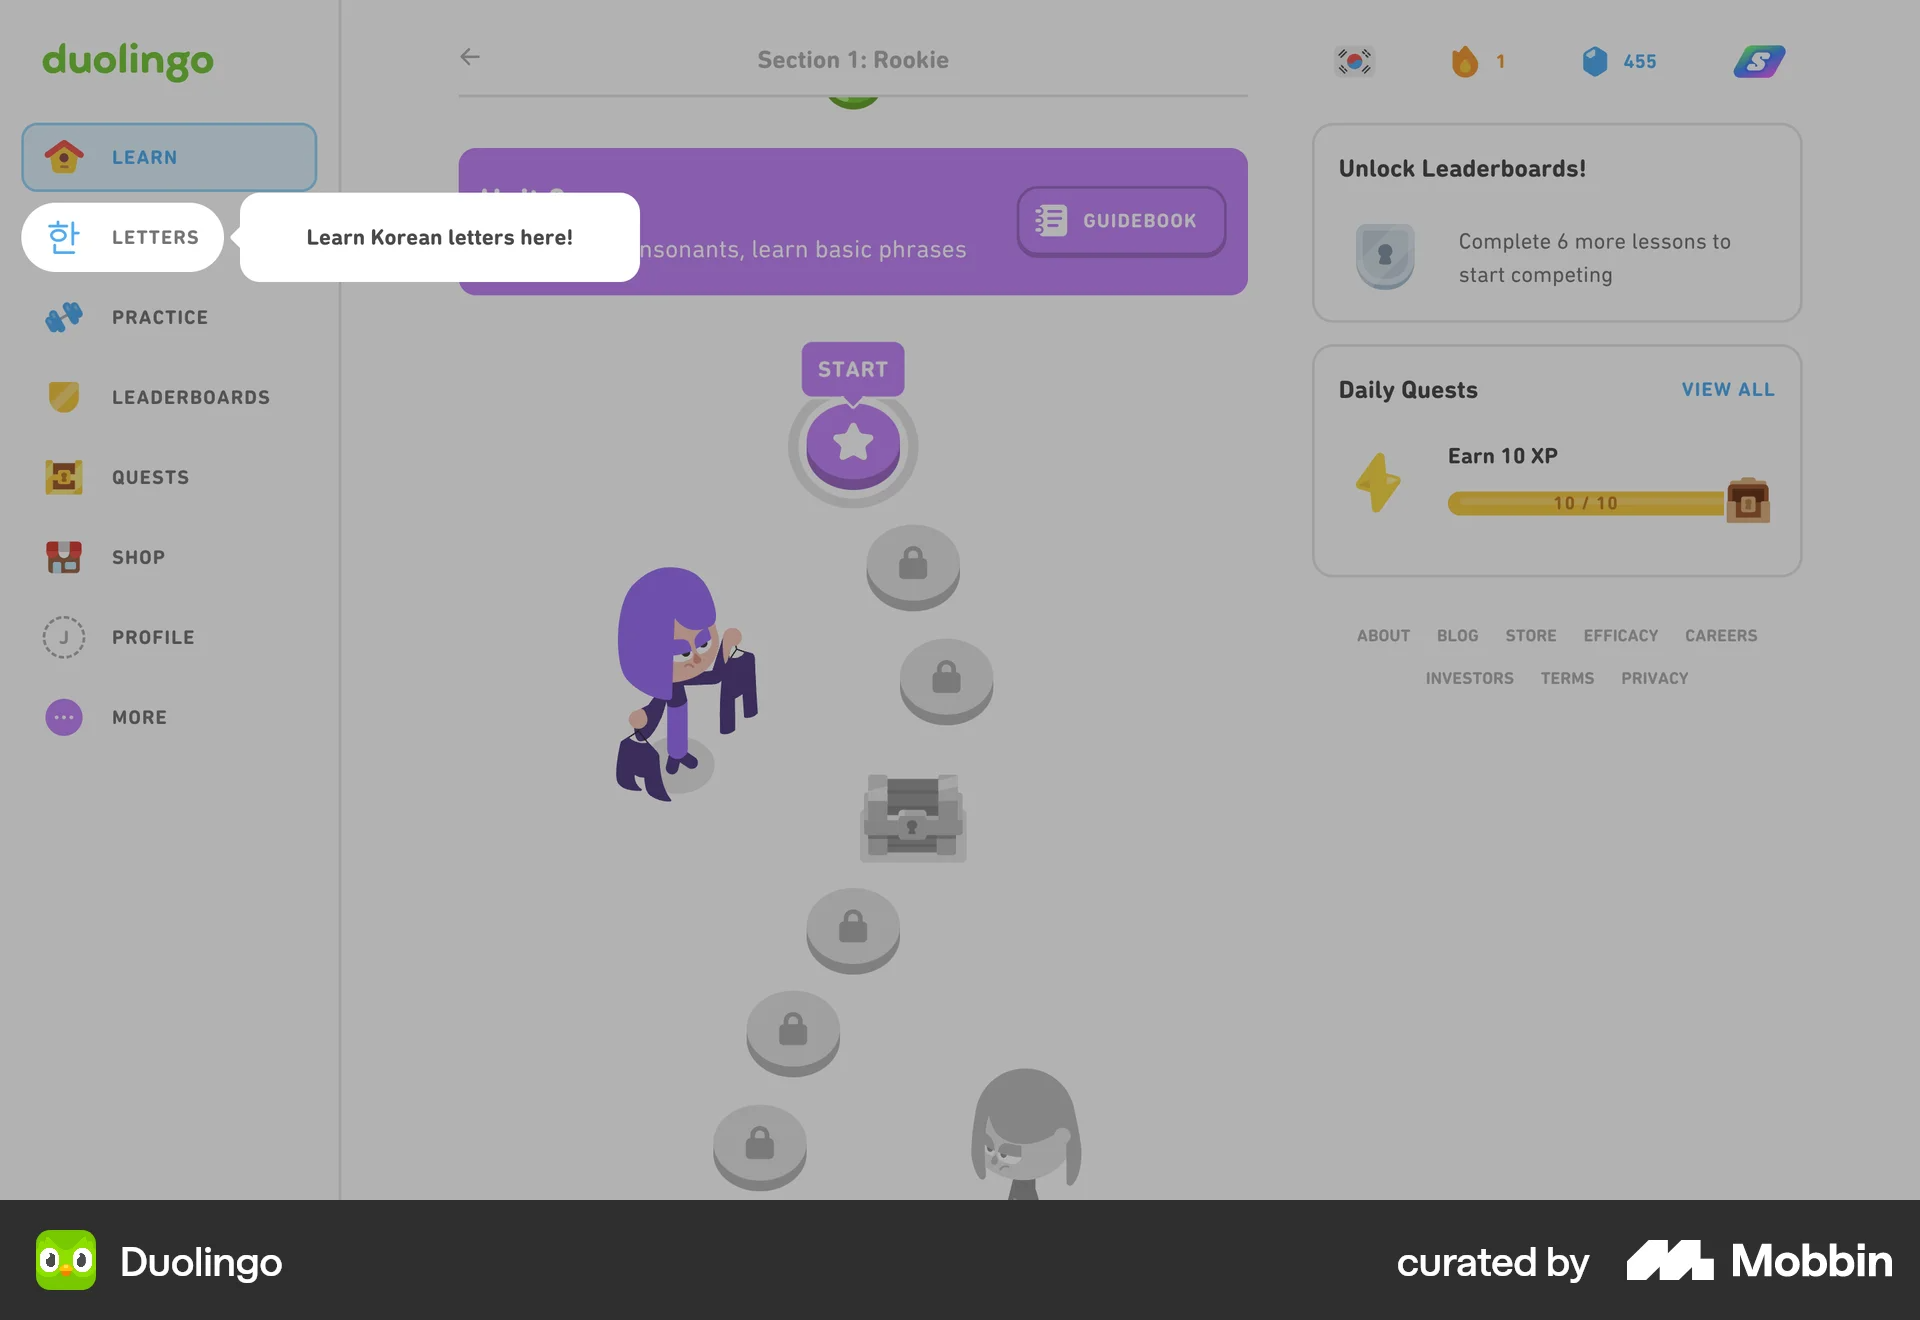 duolingo
LEARN
한 LETTERS
PRACTICE
LEADERBOARDS
QUESTS
SHOP
J PROFILE
MORE
Learn Korean letters here!
Section 1: Rookie
learn basic phrases
GUIDEBOOK
START
1
455
S
Unlock Leaderboards!
Complete 6 more lessons to
start competing
Daily Quests
VIEW ALL
Earn 10 XP
10 / 10
ABOUT BLOG STORE EFFICACY CAREERS
INVESTORS TERMS PRIVACY
Duolingo
curated by Mobbin